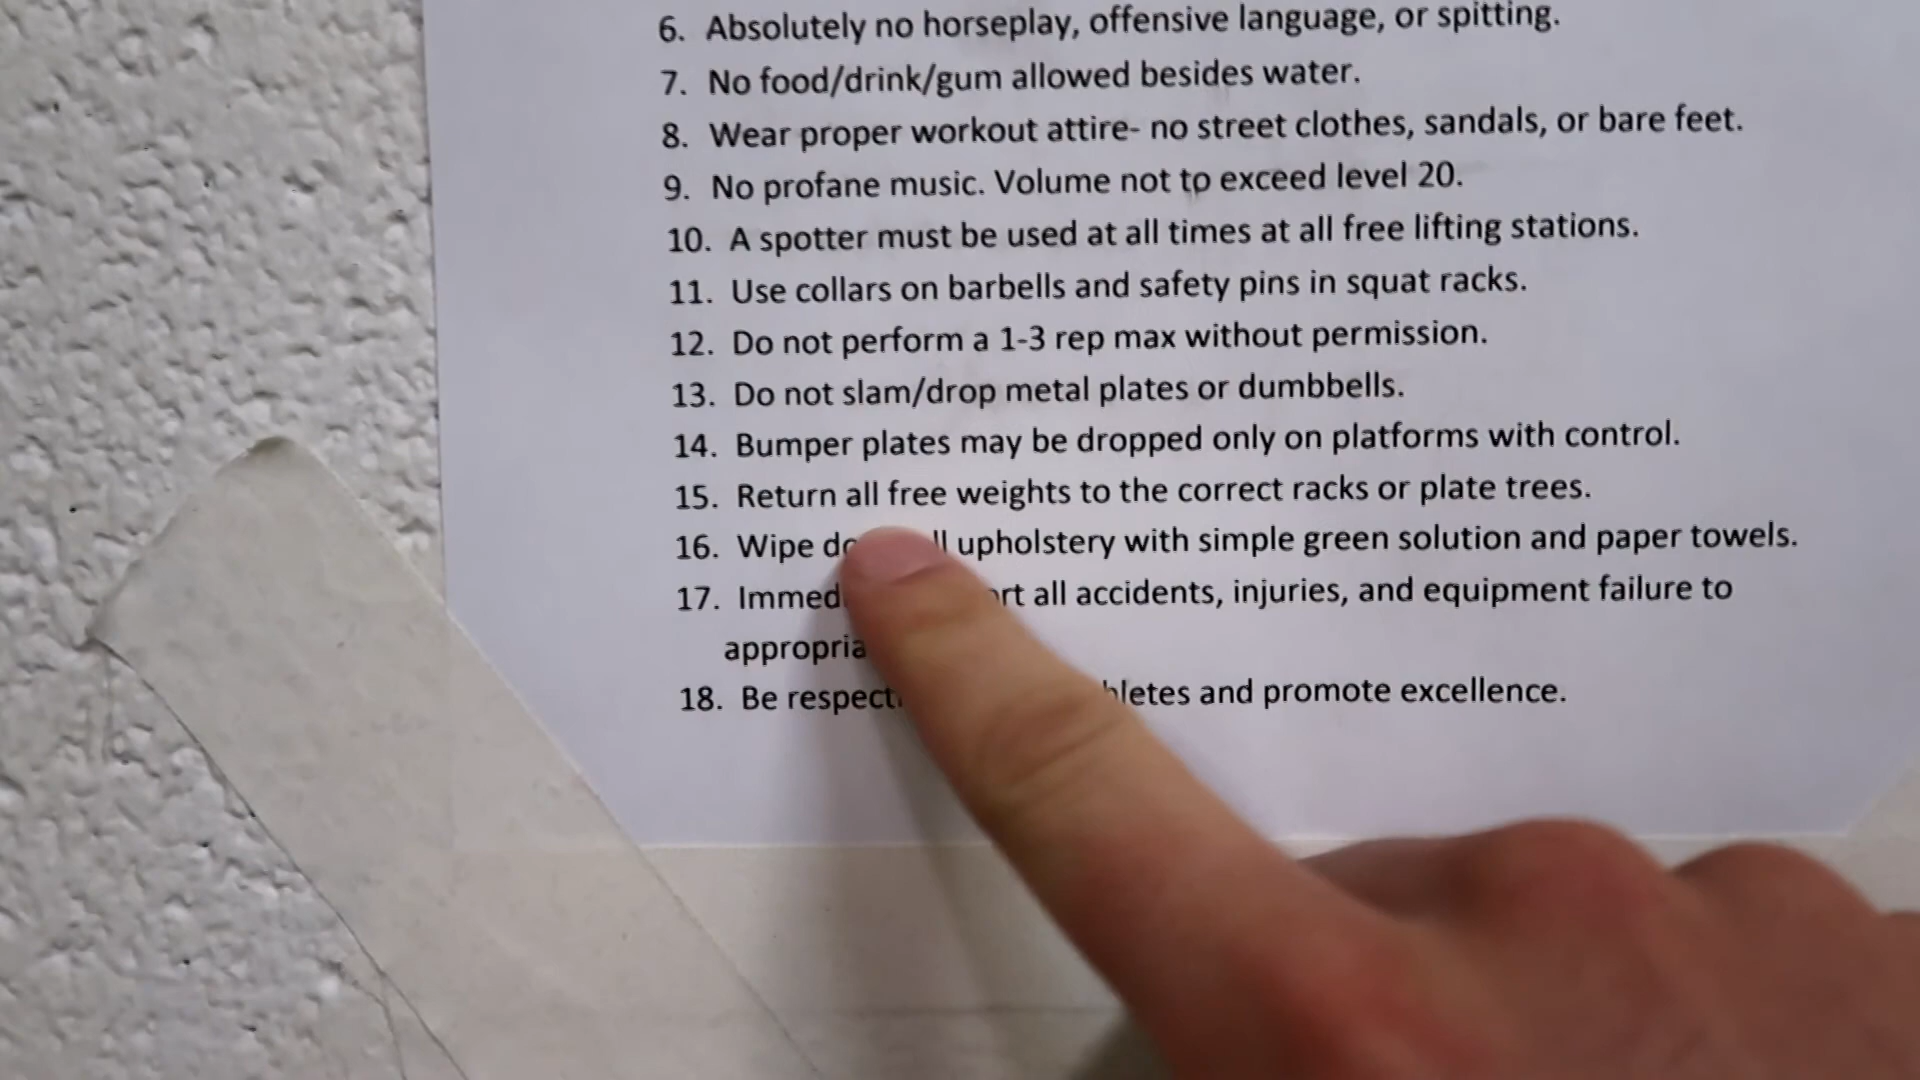 6. Absolutely no horseplay, offensive language, or spitting.
7. No food/drink/gum allowed besides water.
8. Wear proper workout attire- no street clothes, sandals, or bare feet.
9. No profane music. Volume not to exceed level 20.
10. A spotter must be used at all times at all free lifting stations.
11. Use collars on barbells and safety pins in squat racks.
12. Do not perform a 1-3 rep max without permission.
13. Do not slam/drop metal plates or dumbbells.
14. Bumper plates may be dropped only on platforms with control.
15. Return all free weights to the correct racks or plate trees.
16. Wipe upholstery with simple green solution and paper towels.
17. all accidents, injuries, and equipment failure to
18. Be and promote excellence.